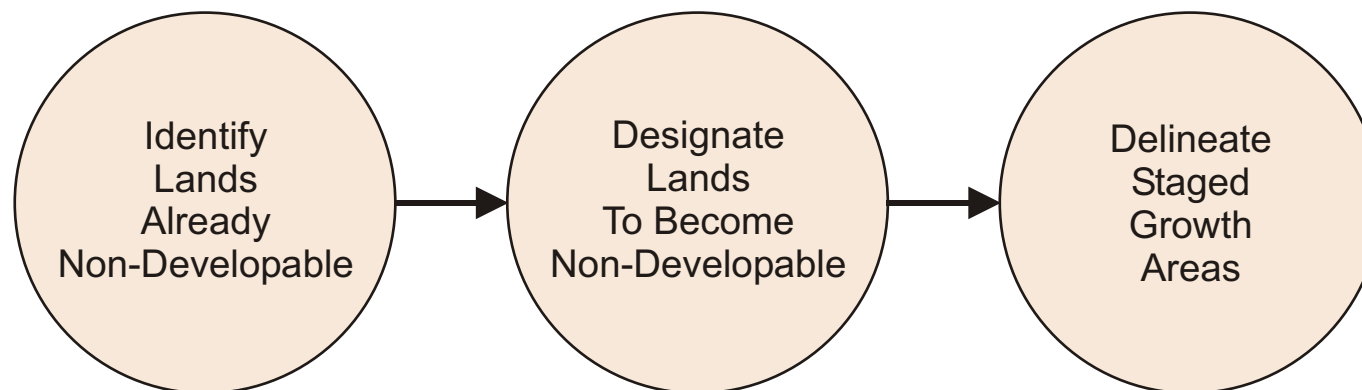 Identify
Lands
Already
Non-Developable
Designate
Lands
To Become
Non-Developable
Delineate
Staged
Growth
Areas